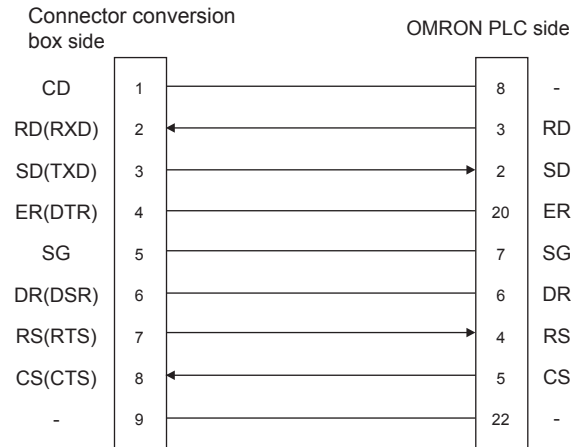 Connector conversion
box side
OMRON PLC side
CD 1 8 -
RD(RXD) 2 3 RD
SD(TXD) 3 2 SD
ER(DTR) 4 20 ER
SG 5 7 SG
DR(DSR) 6 6 DR
RS(RTS) 7 4 RS
CS(CTS) 8 5 CS
- 9 22 -